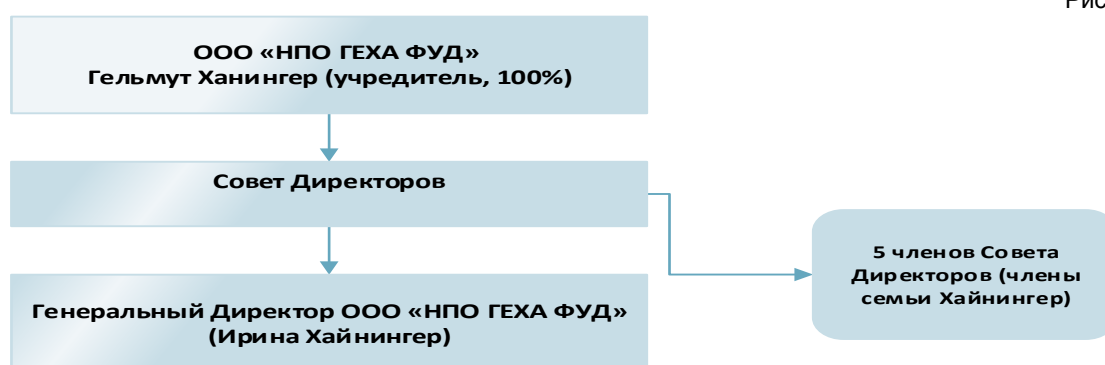 Рис
ООО «НПО ГЕХА ФУД»
Гельмут Ханингер (учредитель, 100%)
Совет Директоров
5 членов Совета
Директоров (члены
семьи Хайнингер)
Генеральный Директор ООО «НПО ГЕХА ФУД»
(Ирина Хайнингер)